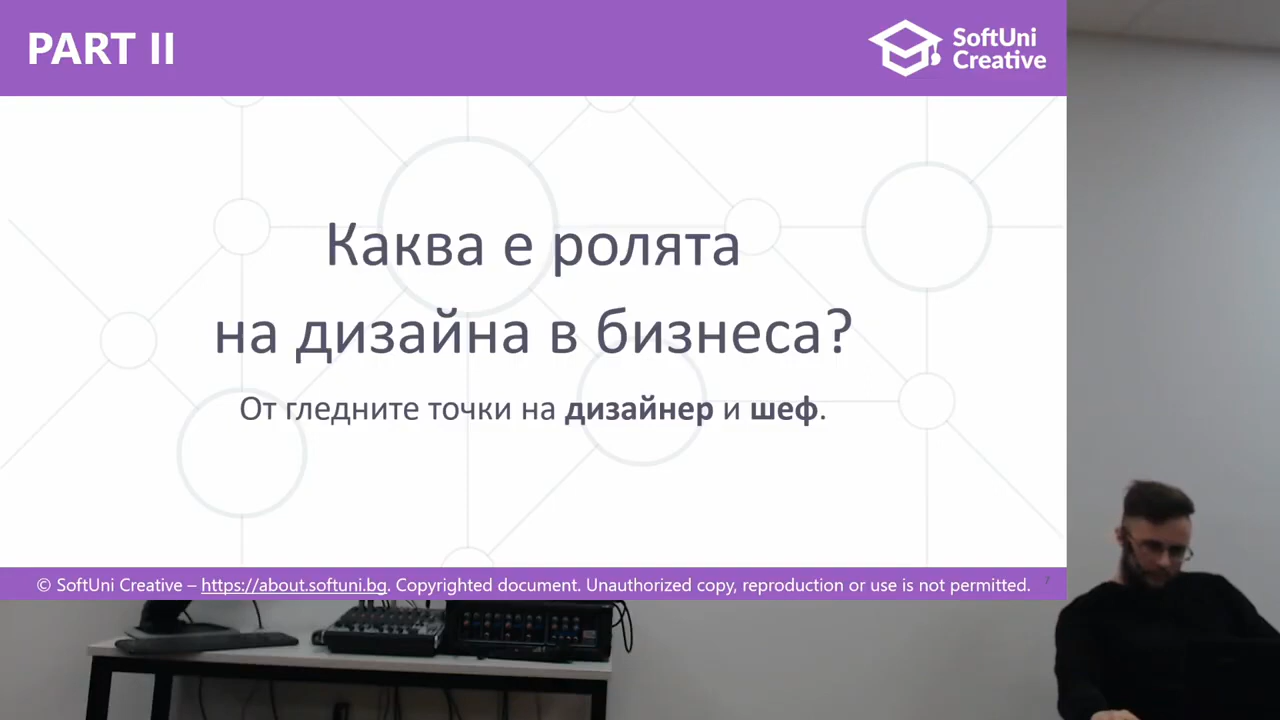 PART II
SoftUni
Creative
Каква е ролята
на дизайна в бизнеса?
От гледните точки на дизайнер и шеф.
© SoftUni Creative – https://about.softuni.bg. Copyrighted document. Unauthorized copy, reproduction or use is not permitted.
7